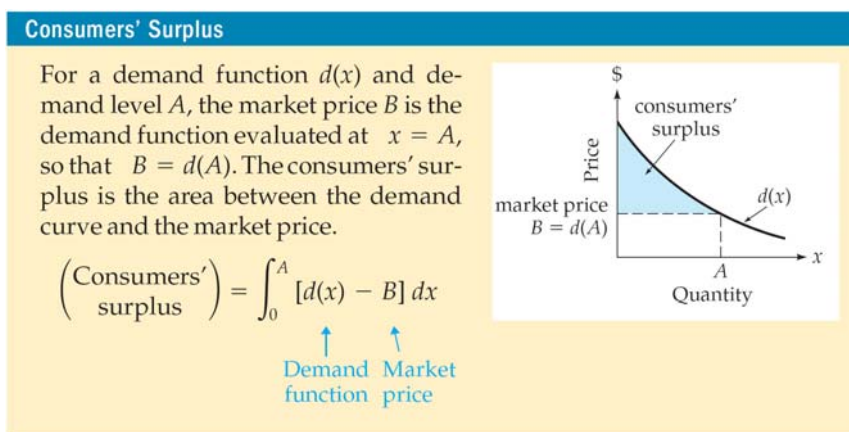 Consumers' Surplus
For a demand function d(x) and de-
mand level A, the market price B is the
demand function evaluated at x = A,
so that B = d(A). The consumers' sur-
plus is the area between the demand
curve and the market price.
(Consumers' surplus) = ∫₀ᴬ [d(x) − B] dx
Demand Market
function price
$
consumers'
surplus
Price
d(x)
market price
B = d(A)
x
A
Quantity